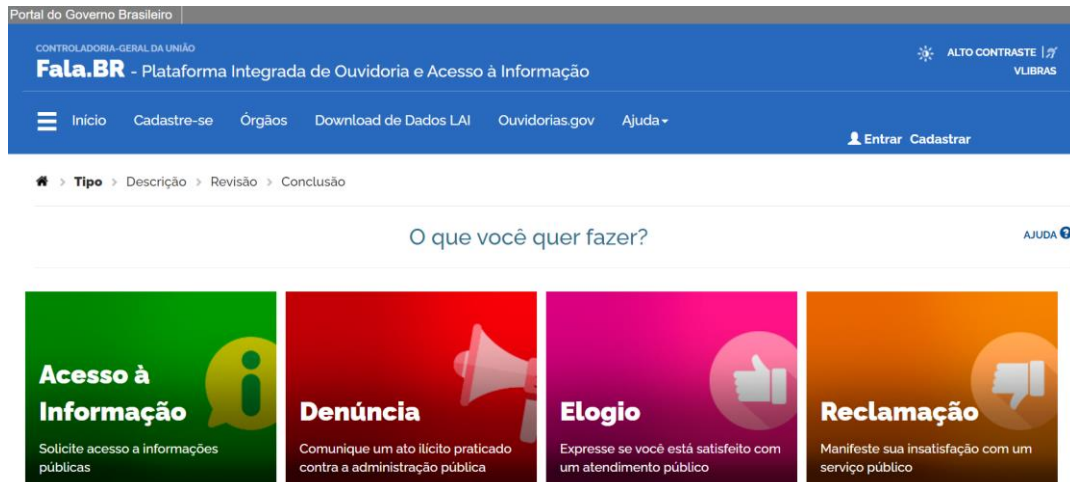 Portal do Governo Brasileiro
CONTROLADORIA-GERAL DA UNIÃO
Fala.BR - Plataforma Integrada de Ouvidoria e Acesso à Informação
ALTO CONTRASTE |
VLIBRAS
Início Cadastre-se Órgãos Download de Dados LAI Ouvidorias.gov Ajuda
Entrar Cadastrar
> Tipo > Descrição > Revisão > Conclusão
O que você quer fazer?
AJUDA
Acesso à
Informação
Solicite acesso a informações
públicas
Denúncia
Comunique um ato ilícito praticado
contra a administração pública
Elogio
Expresse se você está satisfeito com
um atendimento público
Reclamação
Manifeste sua insatisfação com um
serviço público